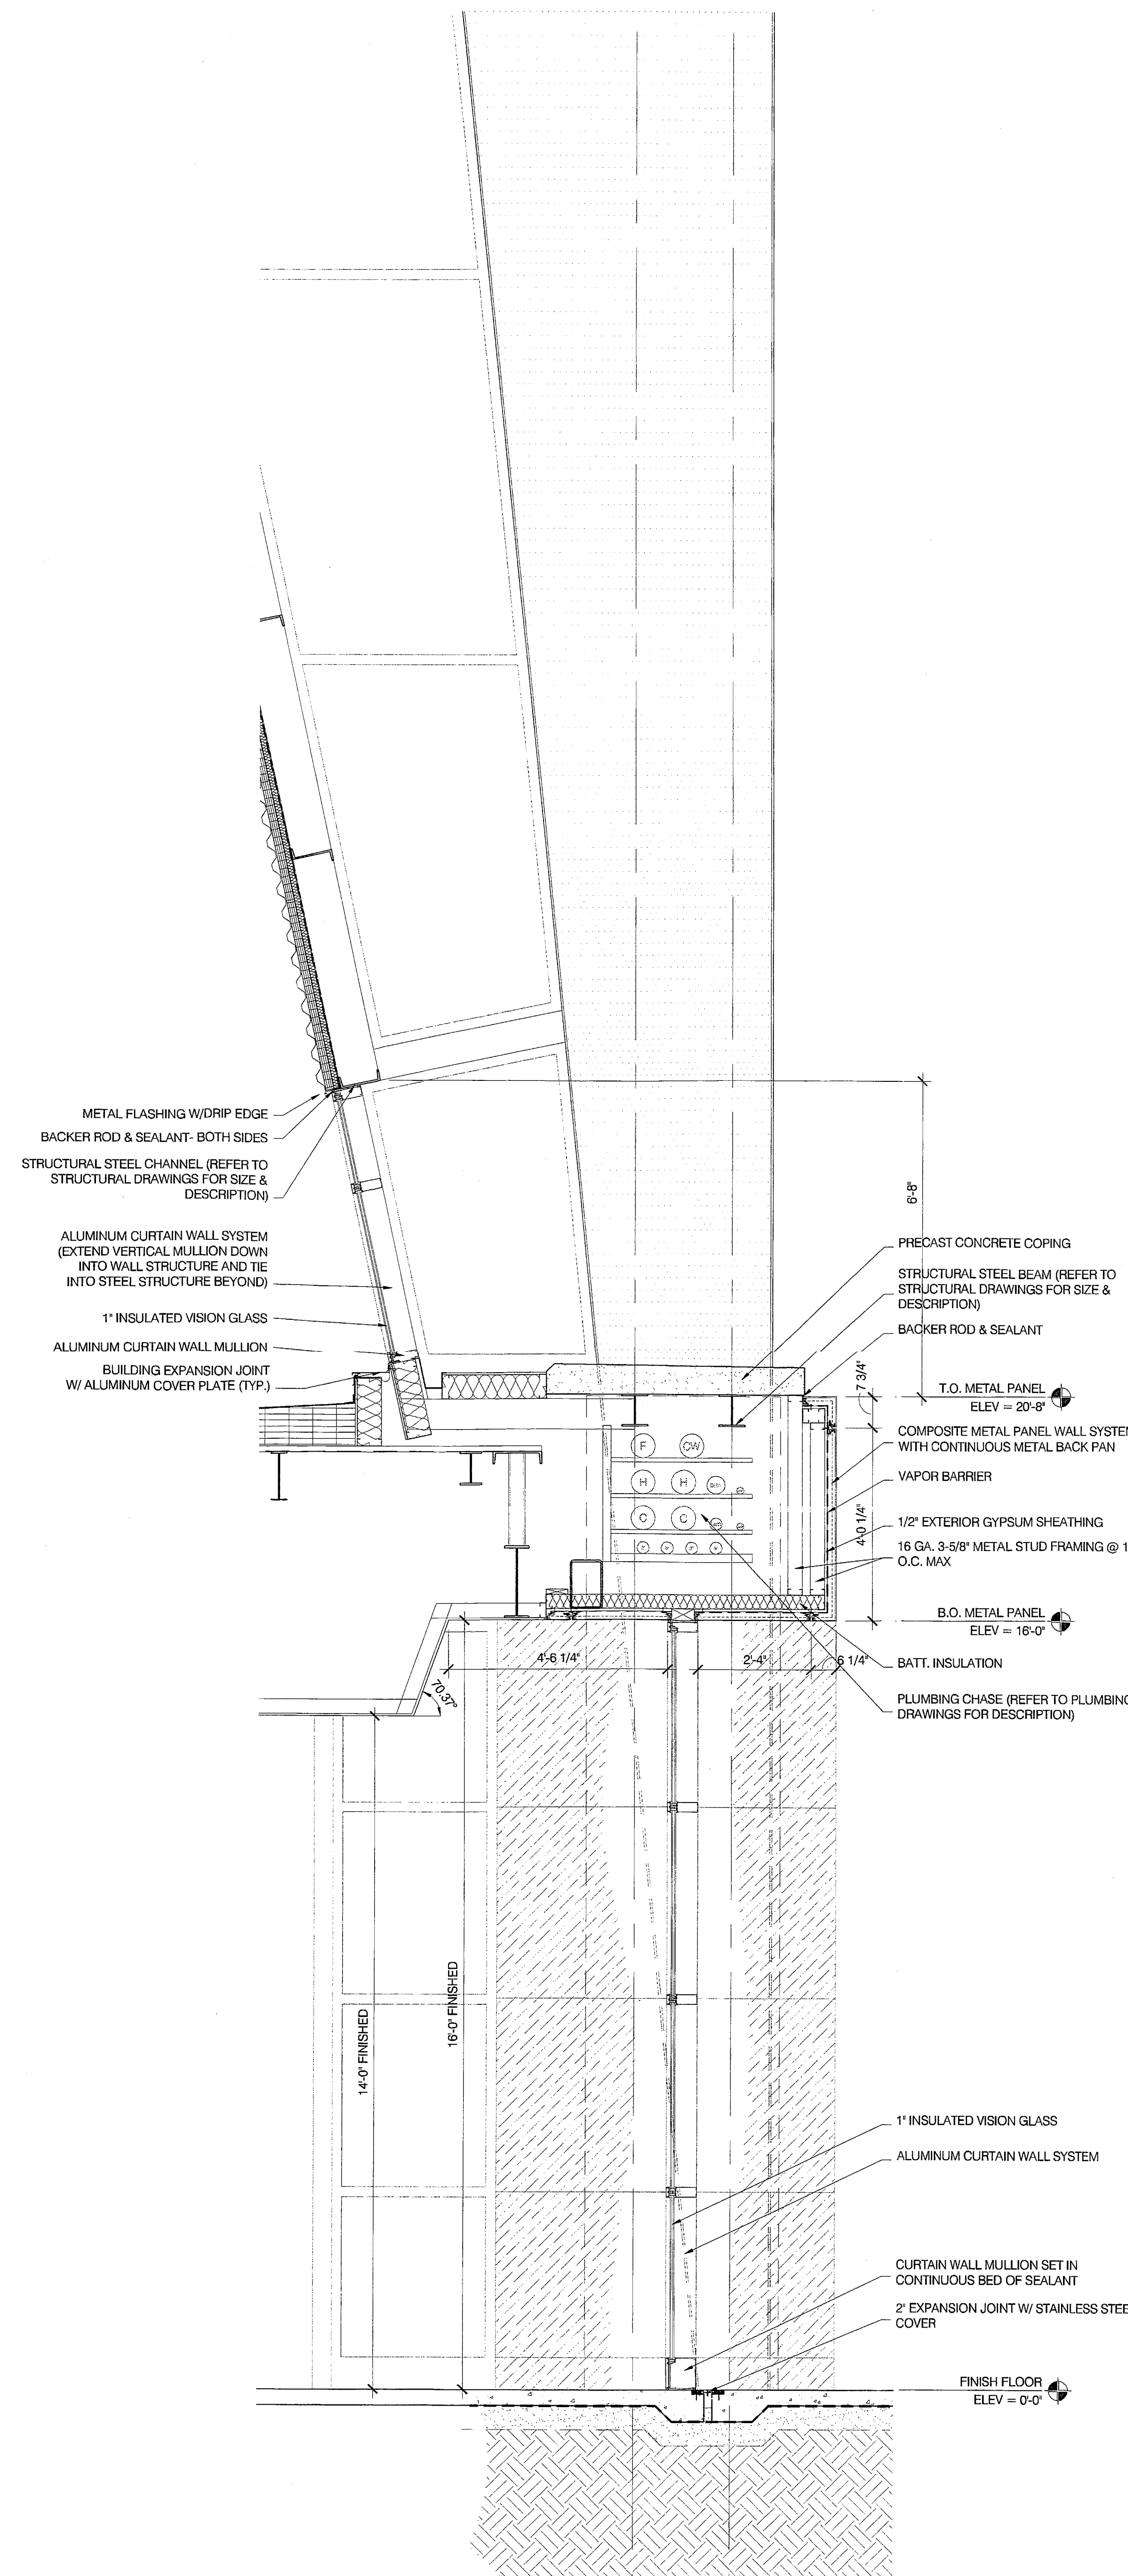 METAL FLASHING W/DRIP EDGE
BACKER ROD & SEALANT- BOTH SIDES
STRUCTURAL STEEL CHANNEL (REFER TO
STRUCTURAL DRAWINGS FOR SIZE &
DESCRIPTION)
ALUMINUM CURTAIN WALL SYSTEM
(EXTEND VERTICAL MULLION DOWN
INTO WALL STRUCTURE AND TIE
INTO STEEL STRUCTURE BEYOND)
1" INSULATED VISION GLASS
ALUMINUM CURTAIN WALL MULLION
BUILDING EXPANSION JOINT
W/ ALUMINUM COVER PLATE (TYP.)
6'-8"
PRECAST CONCRETE COPING
STRUCTURAL STEEL BEAM (REFER TO
STRUCTURAL DRAWINGS FOR SIZE &
DESCRIPTION)
BACKER ROD & SEALANT
7 3/4"
T.O. METAL PANEL
ELEV = 20'-8"
COMPOSITE METAL PANEL WALL SYSTEM
WITH CONTINUOUS METAL BACK PAN
VAPOR BARRIER
4'-0 1/4"
1/2" EXTERIOR GYPSUM SHEATHING
16 GA. 3-5/8" METAL STUD FRAMING @ 1
O.C. MAX
F CW
H H
C C
B.O. METAL PANEL
ELEV = 16'-0"
4'-6 1/4"
2'-4"
6 1/4"
70.37°
BATT. INSULATION
PLUMBING CHASE (REFER TO PLUMBING
DRAWINGS FOR DESCRIPTION)
14'-0" FINISHED
16'-0" FINISHED
1" INSULATED VISION GLASS
ALUMINUM CURTAIN WALL SYSTEM
CURTAIN WALL MULLION SET IN
CONTINUOUS BED OF SEALANT
2" EXPANSION JOINT W/ STAINLESS STEE
COVER
FINISH FLOOR
ELEV = 0'-0"